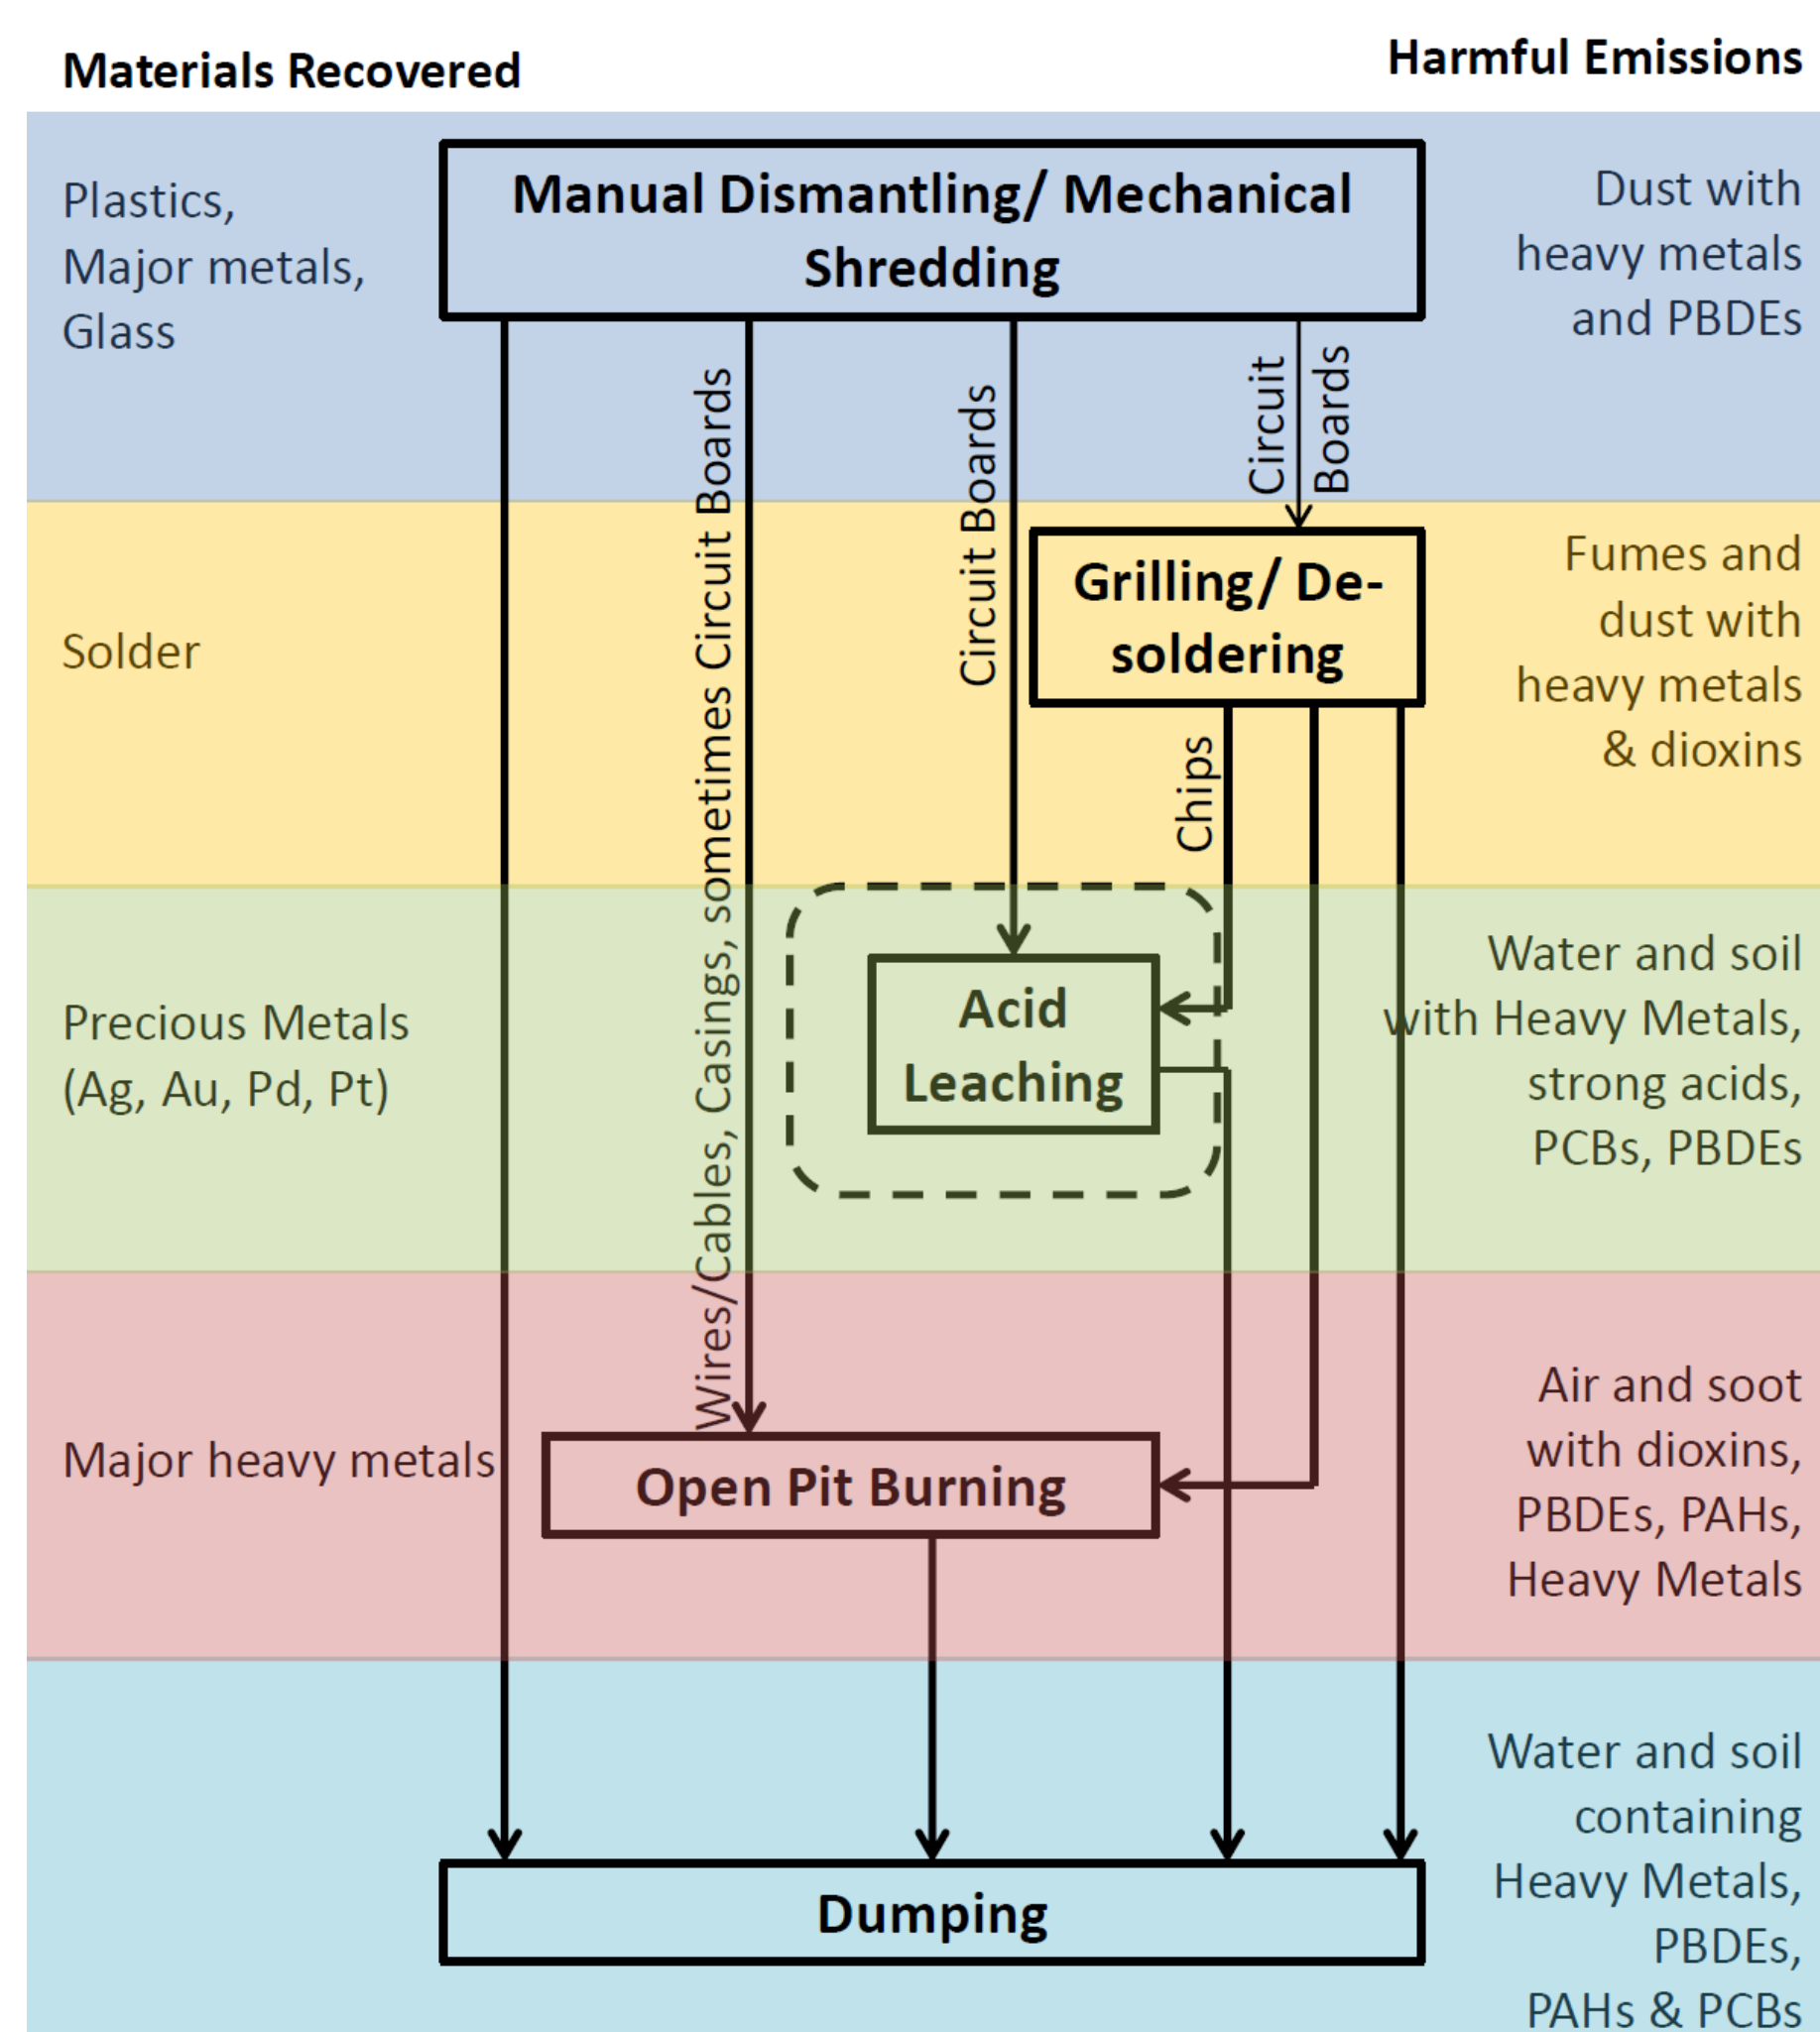 Materials Recovered
Harmful Emissions
Plastics,
Major metals,
Glass
Manual Dismantling/ Mechanical
Shredding
Dust with
heavy metals
and PBDEs
Wires/Cables, Casings, sometimes Circuit Boards
Circuit Boards
Circuit
Boards
Solder
Grilling/ De-
soldering
Fumes and
dust with
heavy metals
& dioxins
Chips
Precious Metals
(Ag, Au, Pd, Pt)
Acid
Leaching
Water and soil
with Heavy Metals,
strong acids,
PCBs, PBDEs
Major heavy metals
Open Pit Burning
Air and soot
with dioxins,
PBDEs, PAHs,
Heavy Metals
Dumping
Water and soil
containing
Heavy Metals,
PBDEs,
PAHs & PCBs